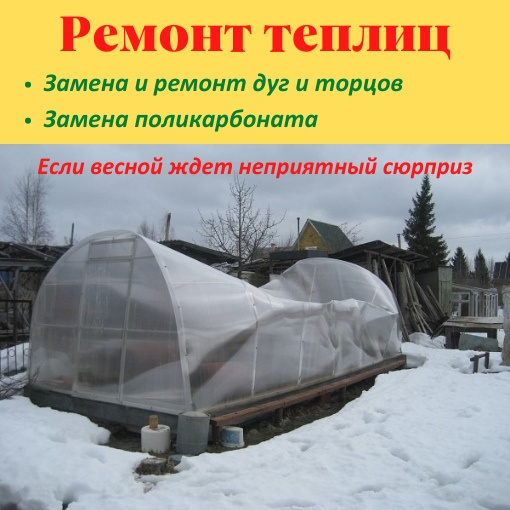 Ремонт теплиц
• Замена и ремонт дуг и торцов
• Замена поликарбоната
Если весной ждет неприятный сюрприз